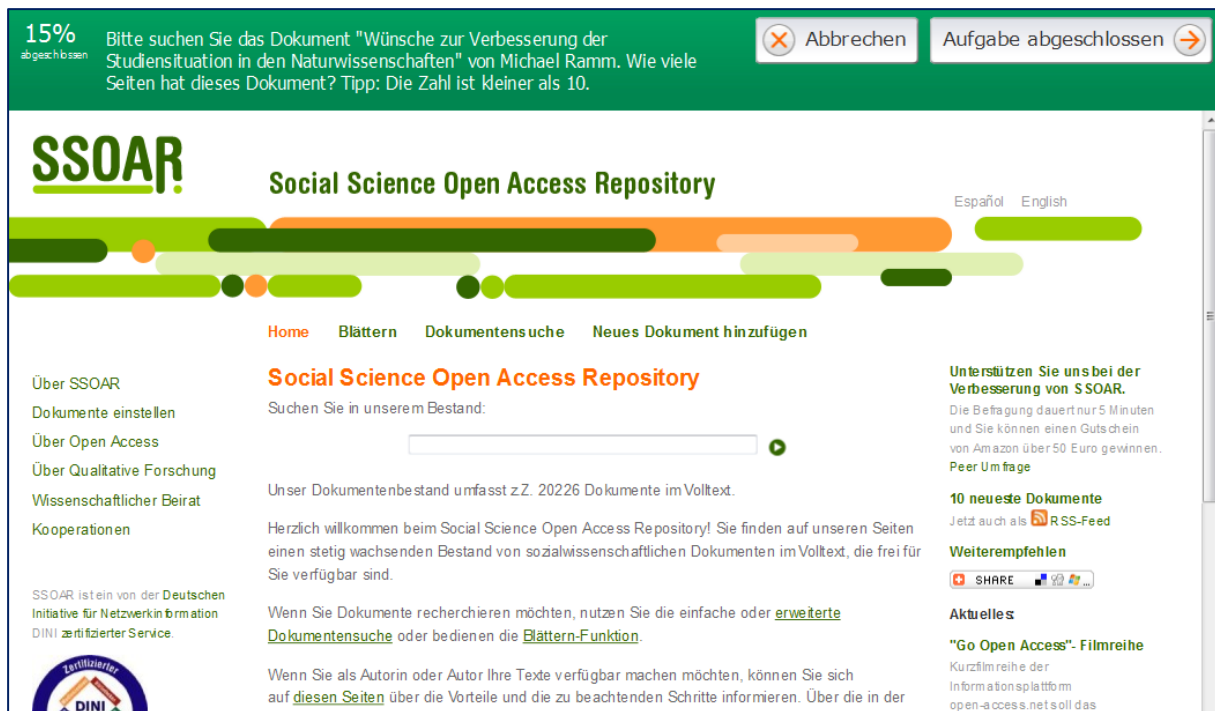 15%
abgeschlossen
Bitte suchen Sie das Dokument "Wünsche zur Verbesserung der
Studiensituation in den Naturwissenschaften" von Michael Ramm. Wie viele
Seiten hat dieses Dokument? Tipp: Die Zahl ist kleiner als 10.
Abbrechen
Aufgabe abgeschlossen
SSOAR
Social Science Open Access Repository
Español English
Home Blättern Dokumentensuche Neues Dokument hinzufügen
Über SSOAR
Dokumente einstellen
Über Open Access
Über Qualitative Forschung
Wissenschaftlicher Beirat
Kooperationen
SSOAR ist ein von der Deutschen
Initiative für Netzwerkinformation
DINI zertifizierter Service.
Zertifizierter
DINI
Social Science Open Access Repository
Suchen Sie in unserem Bestand:
Unser Dokumentenbestand umfasst z.Z. 20226 Dokumente im Volltext.
Herzlich willkommen beim Social Science Open Access Repository! Sie finden auf unseren Seiten
einen stetig wachsenden Bestand von sozialwissenschaftlichen Dokumenten im Volltext, die frei für
Sie verfügbar sind.
Wenn Sie Dokumente recherchieren möchten, nutzen Sie die einfache oder erweiterte
Dokumentensuche oder bedienen die Blättern-Funktion.
Wenn Sie als Autorin oder Autor Ihre Texte verfügbar machen möchten, können Sie sich
auf diesen Seiten über die Vorteile und die zu beachtenden Schritte informieren. Über die in der
Unterstützen Sie uns bei der
Verbesserung von SSOAR.
Die Befragung dauert nur 5 Minuten
und Sie können einen Gutschein
von Amazon über 50 Euro gewinnen.
Peer Umfrage
10 neueste Dokumente
Jetzt auch als RSS-Feed
Weiterempfehlen
SHARE ...
Aktuelles:
"Go Open Access"- Filmreihe
Kurzfilmreihe der
Informationsplattform
open-access.net soll das